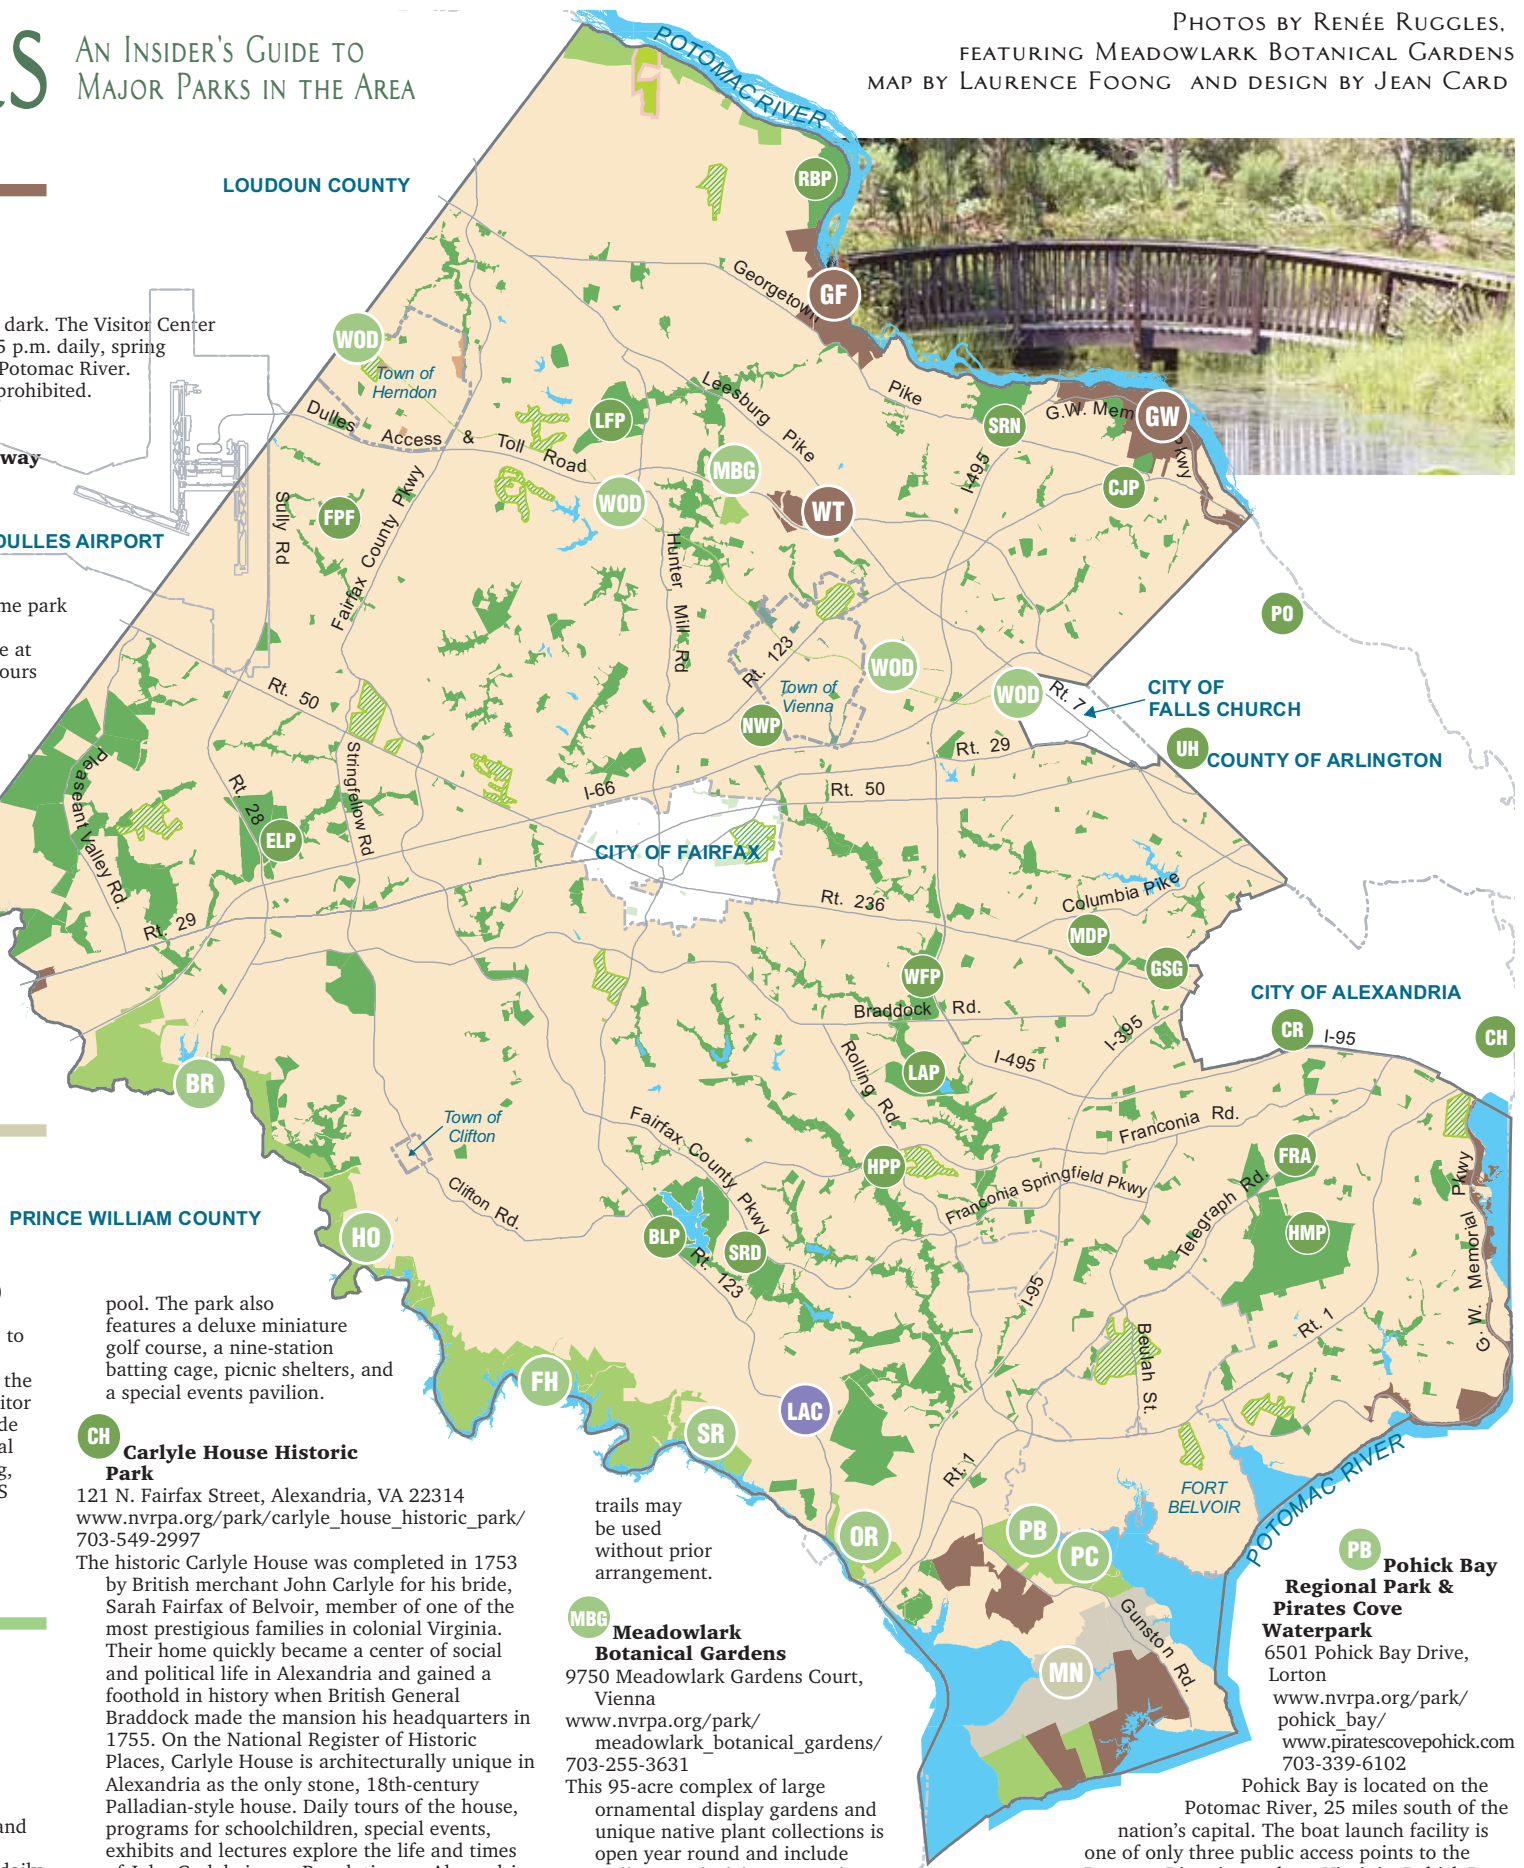 AN INSIDER'S GUIDE TO
MAJOR PARKS IN THE AREA
PHOTOS BY RENÉE RUGGLES,
FEATURING MEADOWLARK BOTANICAL GARDENS
MAP BY LAURENCE FOONG AND DESIGN BY JEAN CARD
POTOMAC RIVER
RBP
LOUDOUN COUNTY
Georgetown
GF
dark. The Visitor Center
5 p.m. daily, spring
Potomac River.
prohibited.
WOD
Town of
Herndon
Dulles
Access & Toll Road
LFP
Leesburg
Pike
Pike
SRN
G.W. Mem
GW
Pkwy
I-495
CJP
way
MBG
WOD
WT
FPF
Sully Rd
Fairfax County Pkwy
Hunter Mill Rd
DULLES AIRPORT
me park
e at
ours
PO
Rt. 123
WOD
WOD
Town of
Vienna
Rt. 7
CITY OF
FALLS CHURCH
Rt. 50
NWP
UH
COUNTY OF ARLINGTON
Rt. 29
Pleaseant Valley Rd.
Rt. 28
Stringfellow Rd
I-66
Rt. 50
ELP
CITY OF FAIRFAX
Rt. 236
Columbia Pike
Rt. 29
MDP
WFP
GSG
Braddock Rd.
CITY OF ALEXANDRIA
CR
I-95
CH
I-395
I-495
Rolling Rd.
LAP
BR
Town of
Clifton
Fairfax County Pkwy
Franconia Rd.
FRA
HPP
Franconia Springfield Pkwy
Telegraph Rd.
Clifton Rd.
PRINCE WILLIAM COUNTY
HO
BLP
SRD
Rt. 123
HMP
G. W. Memorial Pkwy
I-95
Rt. 1
Beulah St.
FH
LAC
SR
Rt. 1
FORT
BELVOIR
POTOMAC RIVER
OR
PB
PC
Gunston Rd.
MN
to
the
itor
de
al
g,
S
and
daily
pool. The park also
features a deluxe miniature
golf course, a nine-station
batting cage, picnic shelters, and
a special events pavilion.
CH Carlyle House Historic
Park
121 N. Fairfax Street, Alexandria, VA 22314
www.nvrpa.org/park/carlyle_house_historic_park/
703-549-2997
The historic Carlyle House was completed in 1753
by British merchant John Carlyle for his bride,
Sarah Fairfax of Belvoir, member of one of the
most prestigious families in colonial Virginia.
Their home quickly became a center of social
and political life in Alexandria and gained a
foothold in history when British General
Braddock made the mansion his headquarters in
1755. On the National Register of Historic
Places, Carlyle House is architecturally unique in
Alexandria as the only stone, 18th-century
Palladian-style house. Daily tours of the house,
programs for schoolchildren, special events,
exhibits and lectures explore the life and times
trails may
be used
without prior
arrangement.
MBG Meadowlark
Botanical Gardens
9750 Meadowlark Gardens Court,
Vienna
www.nvrpa.org/park/
meadowlark_botanical_gardens/
703-255-3631
This 95-acre complex of large
ornamental display gardens and
unique native plant collections is
open year round and include
PB Pohick Bay
Regional Park &
Pirates Cove
Waterpark
6501 Pohick Bay Drive,
Lorton
www.nvrpa.org/park/
pohick_bay/
www.piratescovepohick.com
703-339-6102
Pohick Bay is located on the
Potomac River, 25 miles south of the
nation's capital. The boat launch facility is
one of only three public access points to the